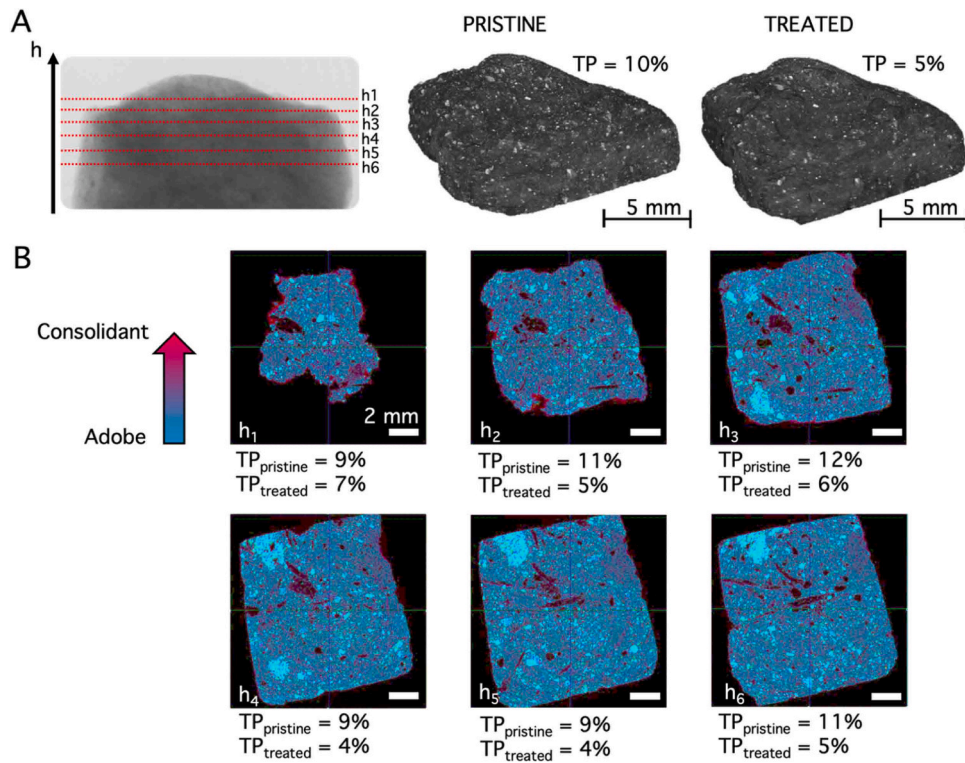 A
h
h1
h2
h3
h4
h5
h6
PRISTINE
TP = 10%
5 mm
TREATED
TP = 5%
5 mm
B
Consolidant
Adobe
h1
2 mm
TPpristine = 9%
TPtreated = 7%
h2
TPpristine = 11%
TPtreated = 5%
h3
TPpristine = 12%
TPtreated = 6%
h4
TPpristine = 9%
TPtreated = 4%
h5
TPpristine = 9%
TPtreated = 4%
h6
TPpristine = 11%
TPtreated = 5%